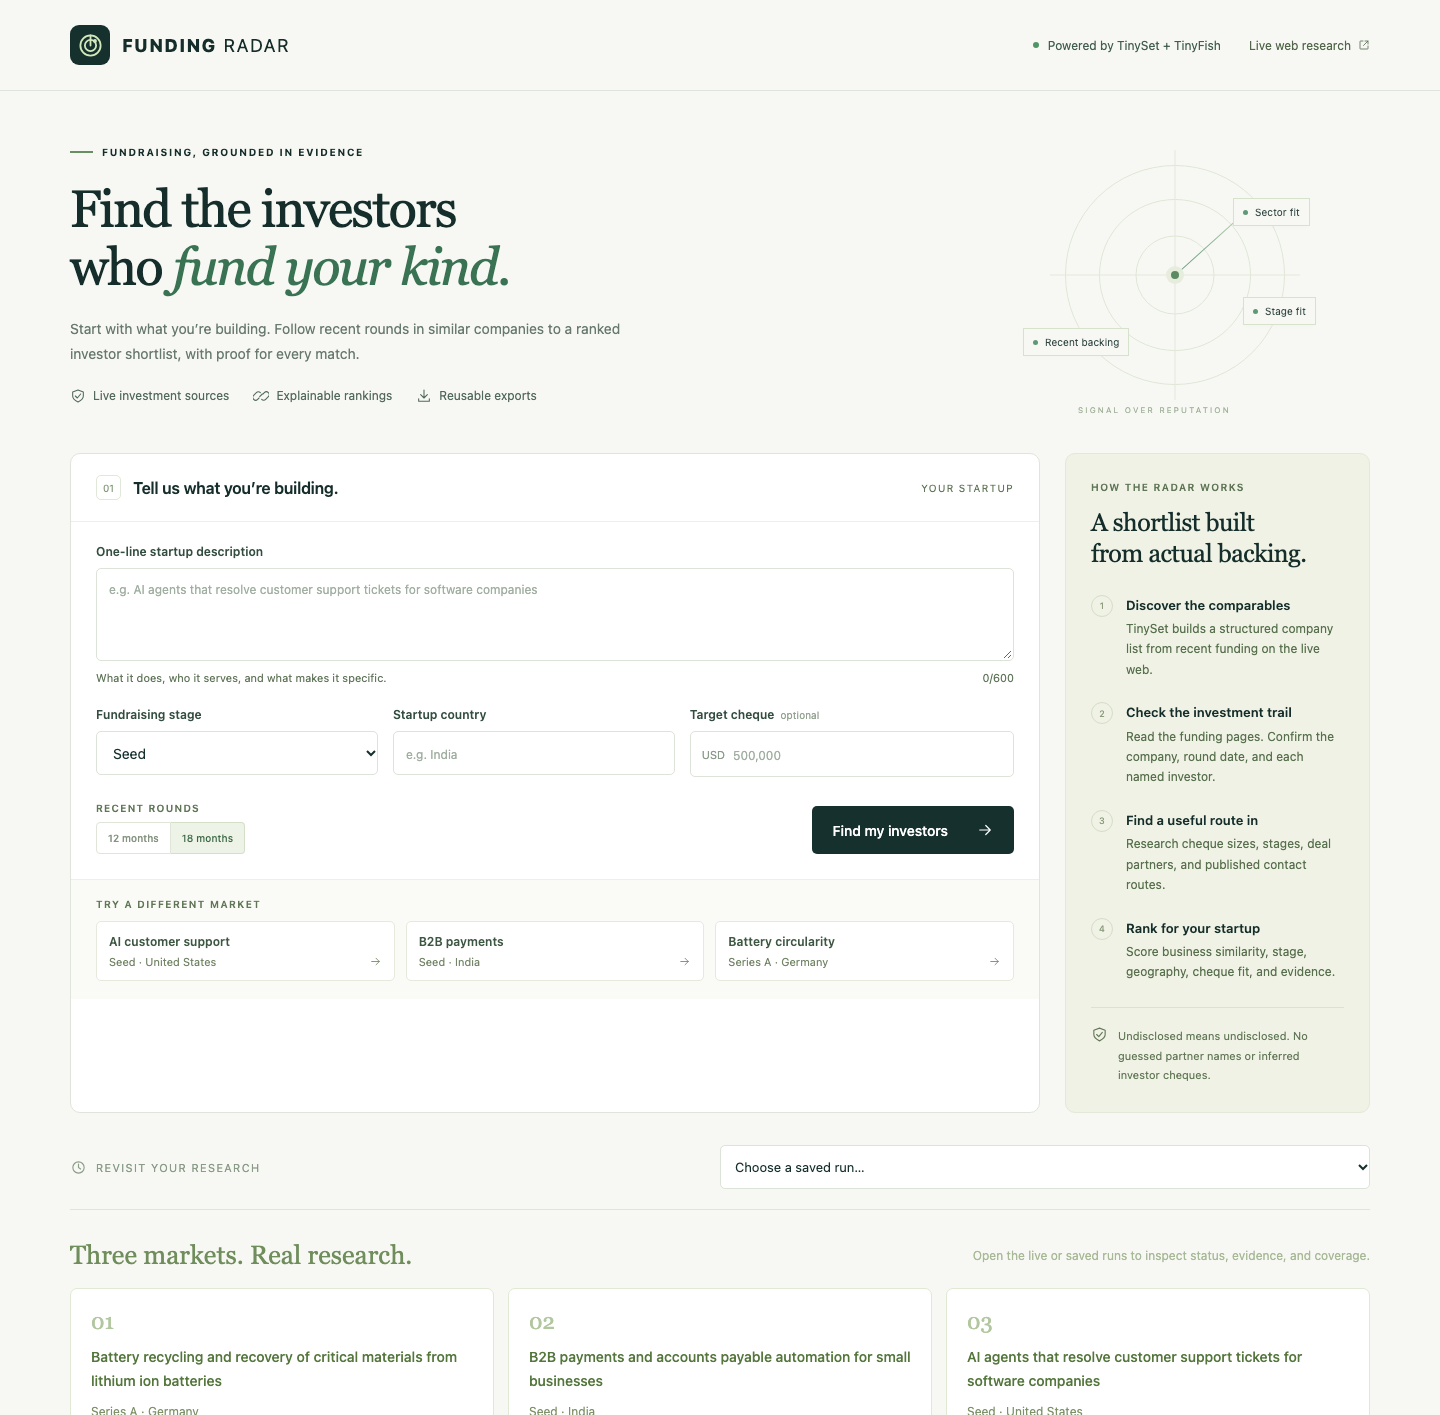 FUNDING RADAR
Powered by TinySet + TinyFish
Live web research
FUNDRAISING, GROUNDED IN EVIDENCE
Find the investors
who fund your kind.
Start with what you’re building. Follow recent rounds in similar companies to a ranked
investor shortlist, with proof for every match.
Live investment sources
Explainable rankings
Reusable exports
Sector fit
Stage fit
Recent backing
SIGNAL OVER REPUTATION
01
Tell us what you’re building.
YOUR STARTUP
One-line startup description
e.g. AI agents that resolve customer support tickets for software companies
What it does, who it serves, and what makes it specific.
0/600
Fundraising stage
Startup country
Target cheque optional
Seed
e.g. India
USD 500,000
RECENT ROUNDS
12 months
18 months
Find my investors
TRY A DIFFERENT MARKET
AI customer support
Seed · United States
B2B payments
Seed · India
Battery circularity
Series A · Germany
HOW THE RADAR WORKS
A shortlist built
from actual backing.
1
Discover the comparables
TinySet builds a structured company
list from recent funding on the live
web.
2
Check the investment trail
Read the funding pages. Confirm the
company, round date, and each
named investor.
3
Find a useful route in
Research cheque sizes, stages, deal
partners, and published contact
routes.
4
Rank for your startup
Score business similarity, stage,
geography, cheque fit, and evidence.
Undisclosed means undisclosed. No
guessed partner names or inferred
investor cheques.
REVISIT YOUR RESEARCH
Choose a saved run...
Three markets. Real research.
Open the live or saved runs to inspect status, evidence, and coverage.
01
Battery recycling and recovery of critical materials from
lithium ion batteries
Series A · Germany
02
B2B payments and accounts payable automation for small
businesses
Seed · India
03
AI agents that resolve customer support tickets for
software companies
Seed · United States